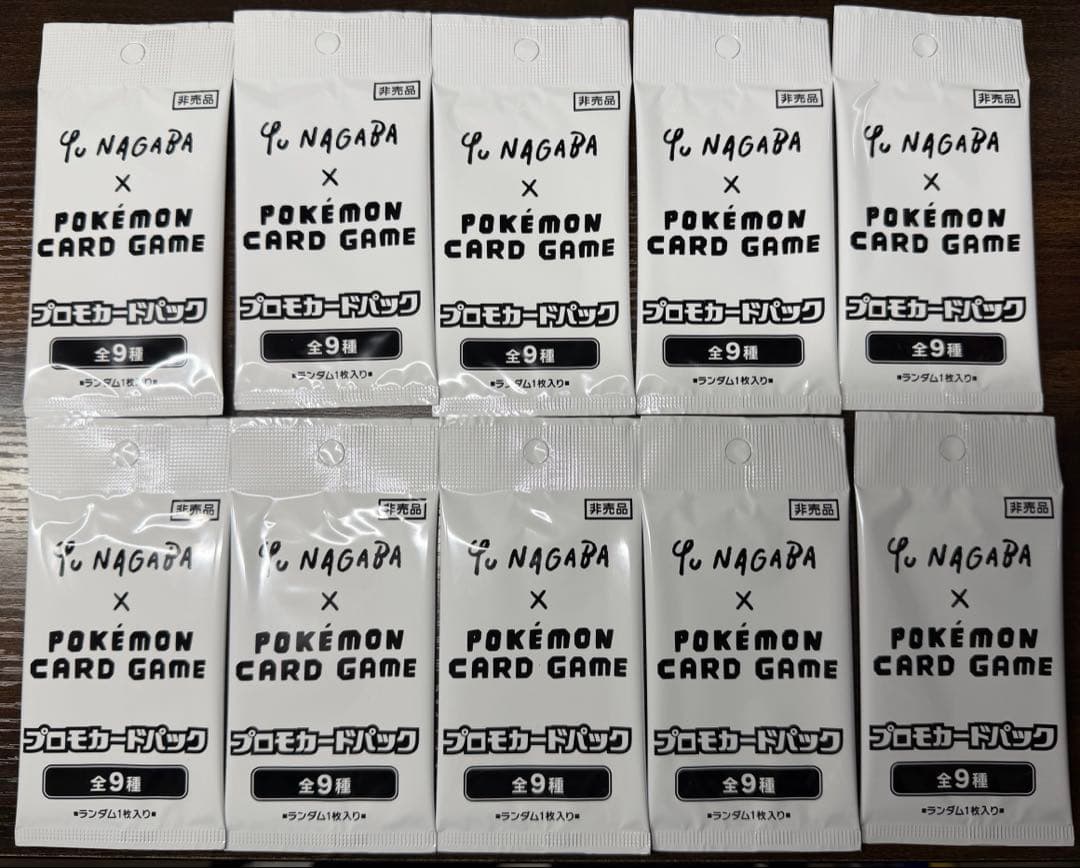 非売品
Yu NAGABA
×
POKÉMON
CARD GAME
プロモカードパック
全9種
■ランダム1枚入り■
非売品
Yu NAGABA
×
POKÉMON
CARD GAME
プロモカードパック
全9種
■ランダム1枚入り■
非売品
Yu NAGABA
×
POKÉMON
CARD GAME
プロモカードパック
全9種
■ランダム1枚入り■
非売品
Yu NAGABA
×
POKÉMON
CARD GAME
プロモカードパック
全9種
■ランダム1枚入り■
非売品
Yu NAGABA
×
POKÉMON
CARD GAME
プロモカードパック
全9種
■ランダム1枚入り■
非売品
Yu NAGABA
×
POKÉMON
CARD GAME
プロモカードパック
全9種
■ランダム1枚入り■
非売品
Yu NAGABA
×
POKÉMON
CARD GAME
プロモカードパック
全9種
■ランダム1枚入り■
非売品
Yu NAGABA
×
POKÉMON
CARD GAME
プロモカードパック
全9種
■ランダム1枚入り■
非売品
Yu NAGABA
×
POKÉMON
CARD GAME
プロモカードパック
全9種
■ランダム1枚入り■
非売品
Yu NAGABA
×
POKÉMON
CARD GAME
プロモカードパック
全9種
■ランダム1枚入り■